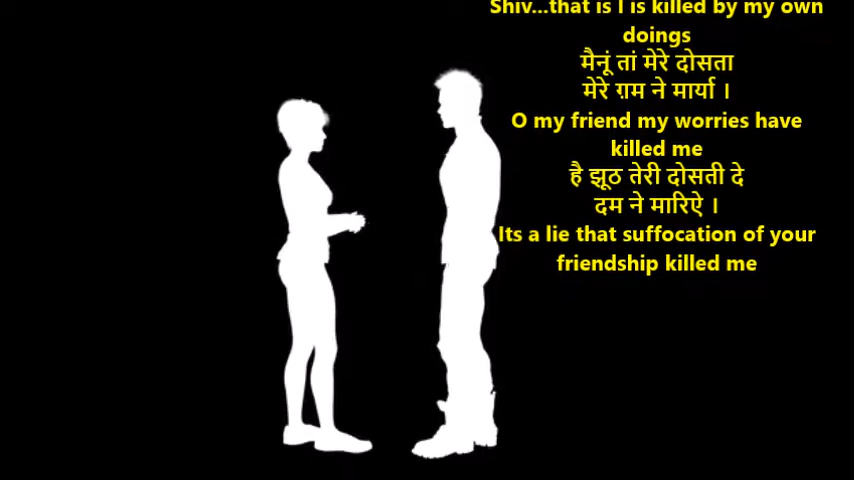 Shiv...that is I is killed by my own
doings
मैनूं तां मेरे दोसता
मेरे ग़म ने मार्या ।
O my friend my worries have
killed me
है झूठ तेरी दोसती दे
दम ने मारिऐ ।
Its a lie that suffocation of your
friendship killed me